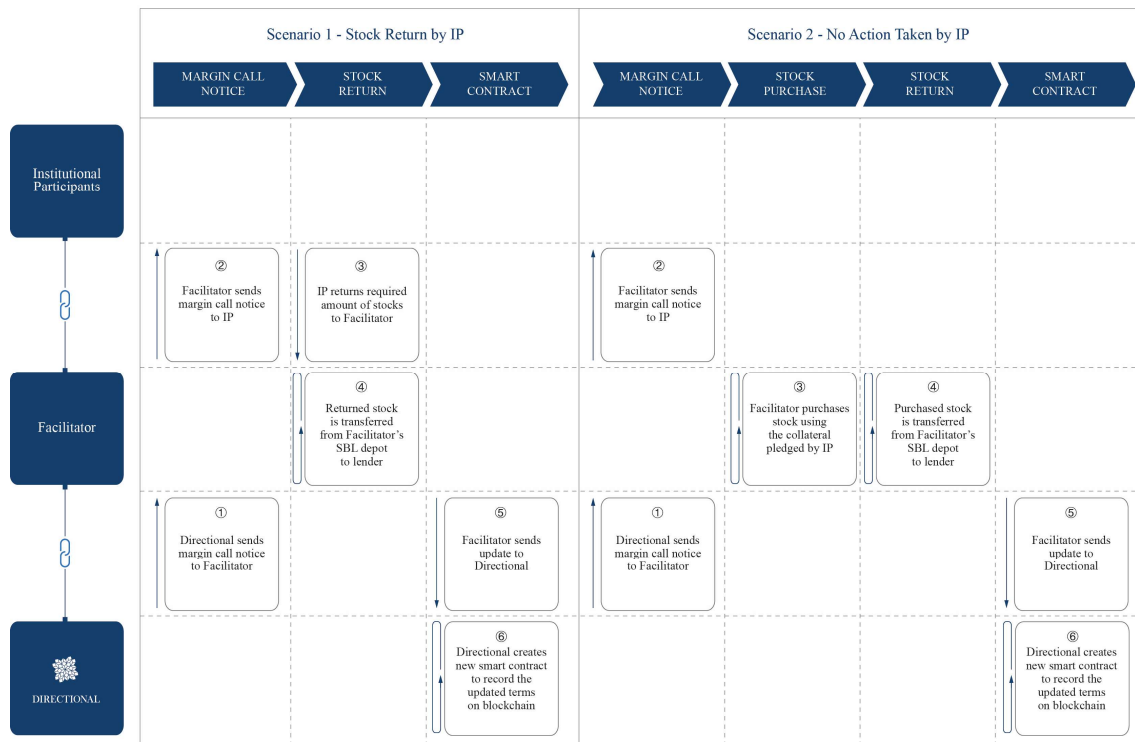 Scenario 1 - Stock Return by IP
Scenario 2 - No Action Taken by IP
MARGIN CALL
NOTICE
STOCK
RETURN
SMART
CONTRACT
MARGIN CALL
NOTICE
STOCK
PURCHASE
STOCK
RETURN
SMART
CONTRACT
Institutional
Participants
②
Facilitator sends
margin call notice
to IP
③
IP returns required
amount of stocks
to Facilitator
②
Facilitator sends
margin call notice
to IP
Facilitator
④
Returned stock
is transferred
from Facilitator’s
SBL depot
to lender
③
Facilitator purchases
stock using
the collateral
pledged by IP
④
Purchased stock
is transferred
from Facilitator’s
SBL depot
to lender
①
Directional sends
margin call notice
to Facilitator
⑤
Facilitator sends
update to
Directional
①
Directional sends
margin call notice
to Facilitator
⑤
Facilitator sends
update to
Directional
DIRECTIONAL
⑥
Directional creates
new smart contract
to record the
updated terms
on blockchain
⑥
Directional creates
new smart contract
to record the
updated terms
on blockchain